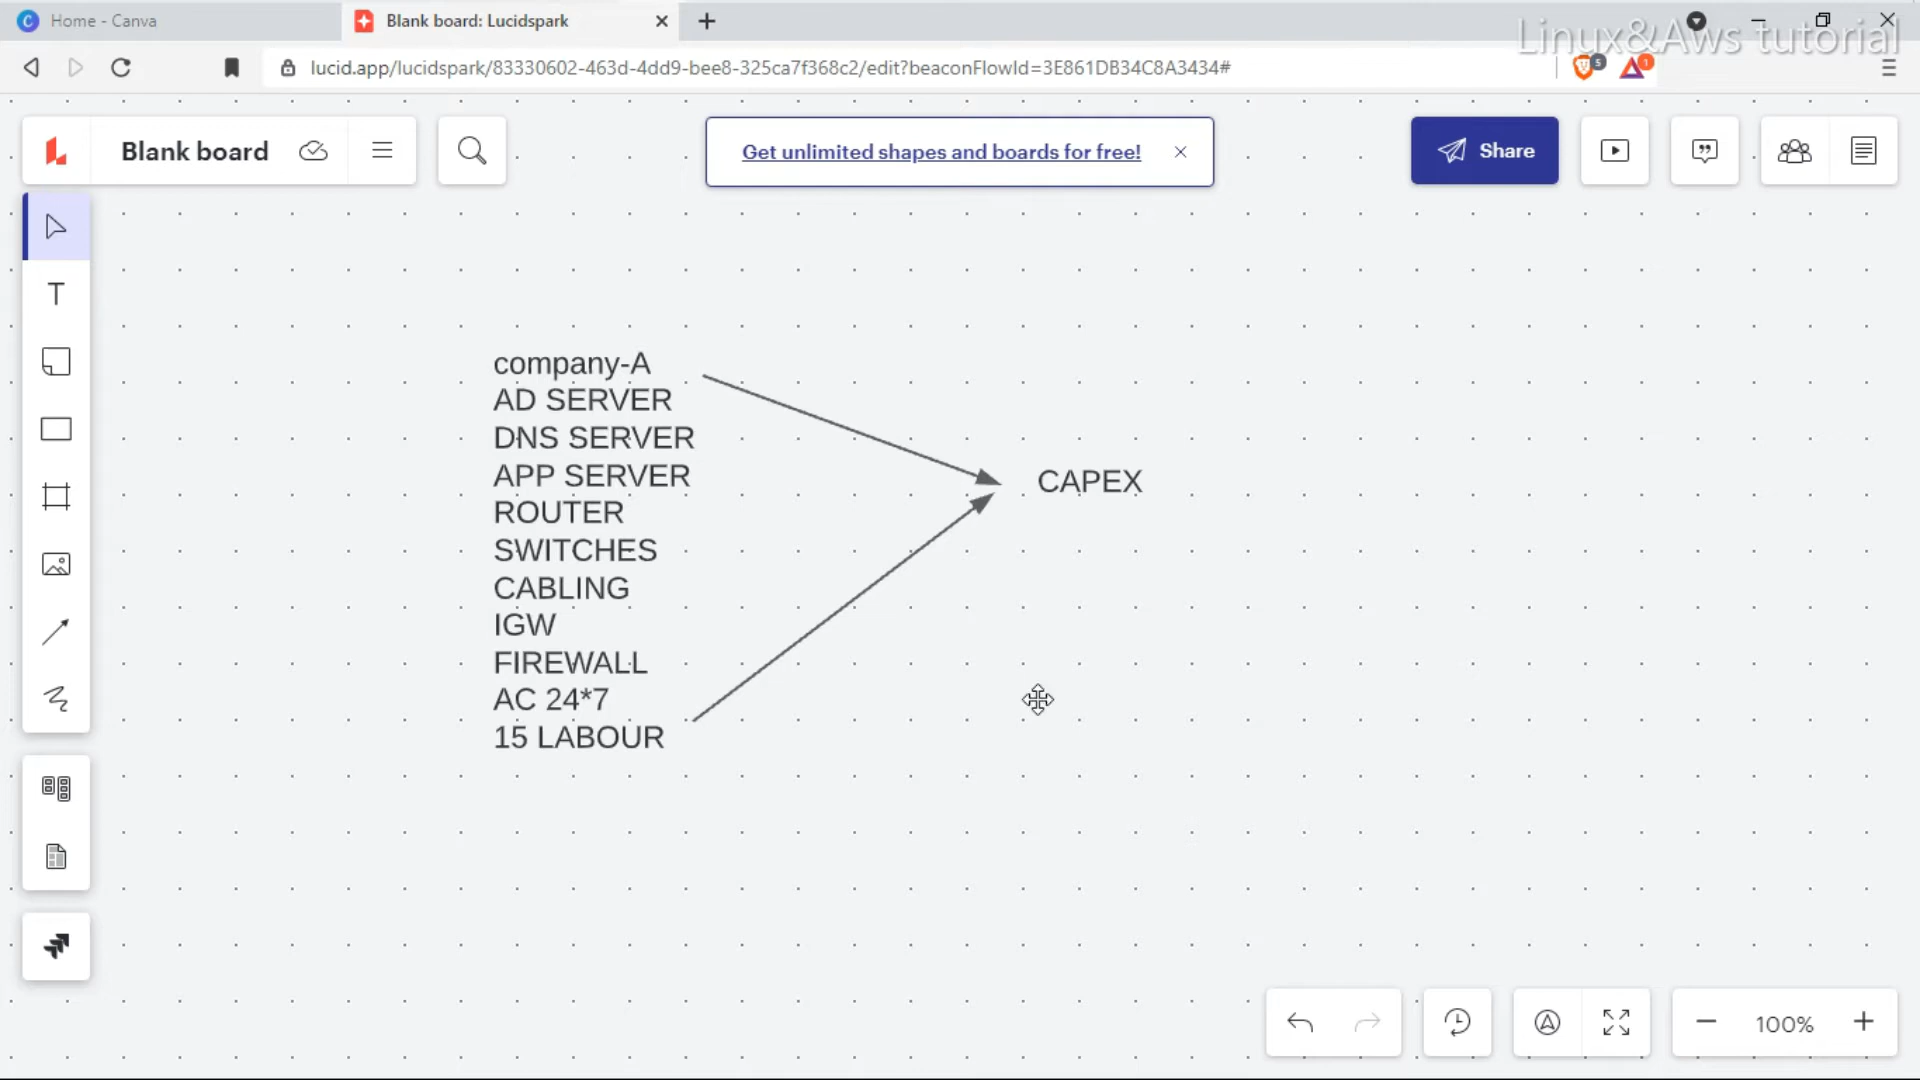 Home - Canva
Blank board: Lucidspark
Linux&Aws tutorial
lucid.app/lucidspark/83330602-463d-4dd9-bee8-325ca7f368c2/edit?beaconFlowId=3E861DB34C8A3434#
5
1
Blank board
Get unlimited shapes and boards for free!
Share
T
company-A
AD SERVER
DNS SERVER
APP SERVER
ROUTER
SWITCHES
CABLING
IGW
FIREWALL
AC 24*7
15 LABOUR
CAPEX
100%